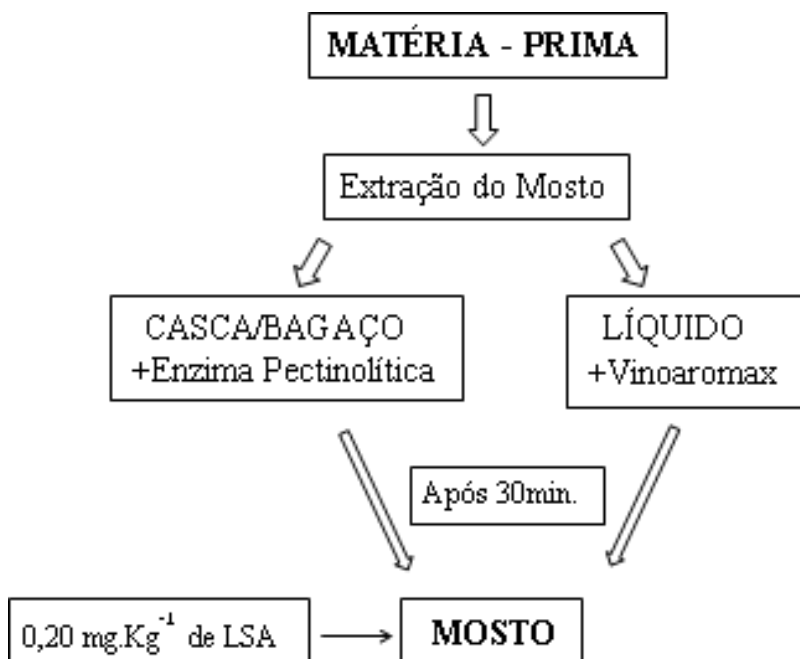 MATÉRIA - PRIMA
Extração do Mosto
CASCA/BAGAÇO
+Enzima Pectinolítica
LÍQUIDO
+Vinoaromax
Após 30min.
0,20 mg.Kg⁻¹ de LSA
MOSTO